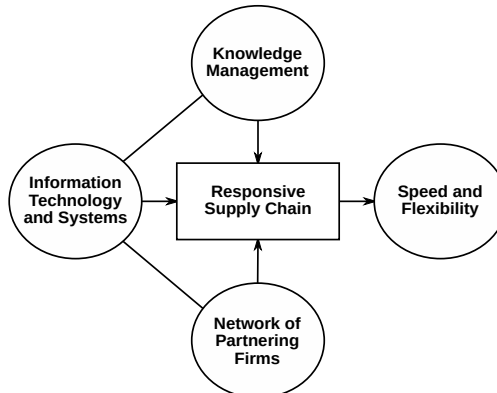 Knowledge
Management
Information
Technology
and Systems
Responsive
Supply Chain
Speed and
Flexibility
Network of
Partnering
Firms